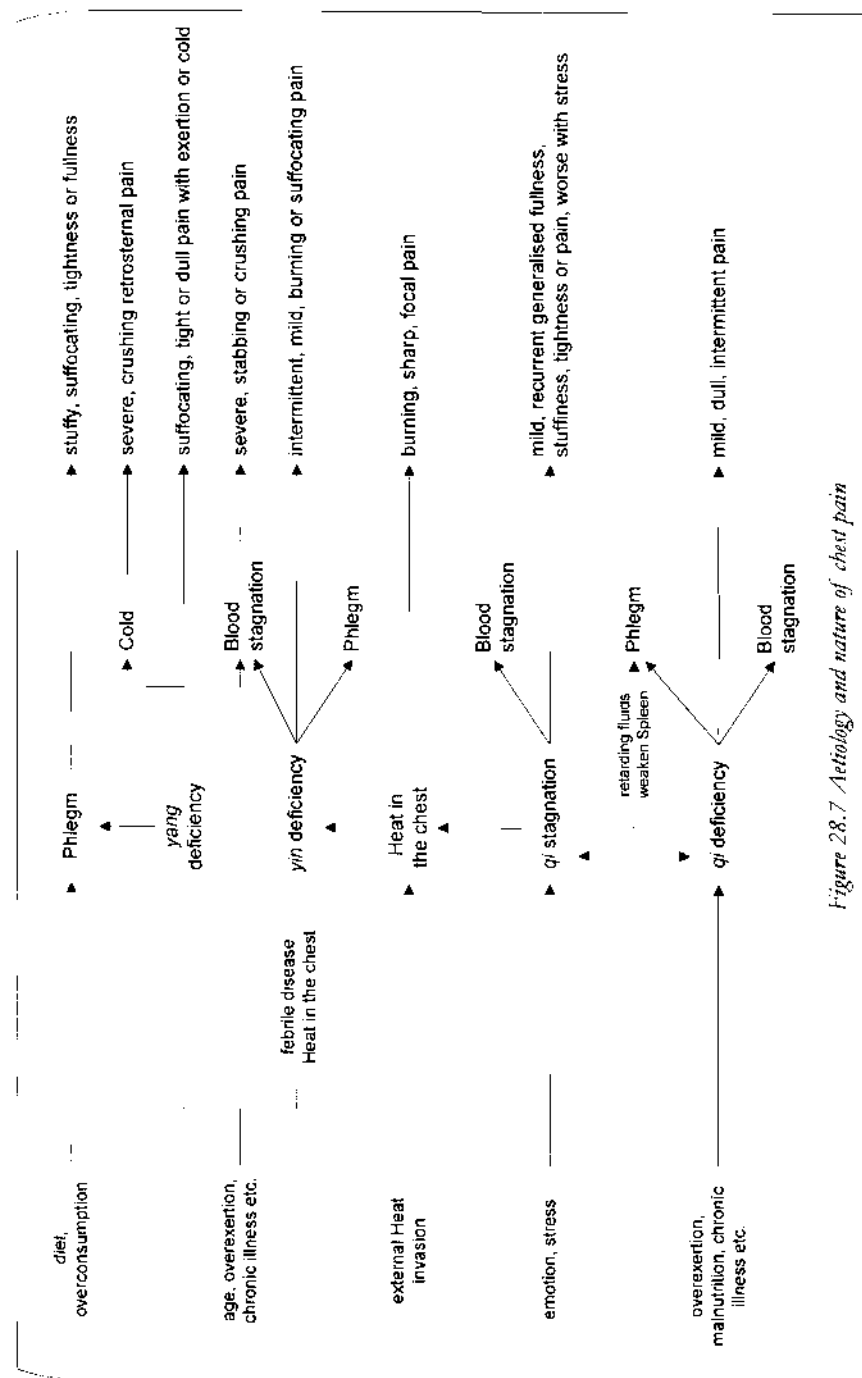 diet,
overconsumption
age, overexertion,
chronic illness etc.
external Heat
invasion
emotion, stress
overexertion,
malnutrition, chronic
illness etc.
febrile disease
Heat in the chest
Phlegm
yang
deficiency
yin deficiency
Heat in
the chest
qi stagnation
retarding fluids
weaken Spleen
qi deficiency
Cold
Blood
stagnation
Phlegm
Blood
stagnation
Phlegm
Blood
stagnation
stuffy, suffocating, tightness or fullness
severe, crushing retrosternal pain
suffocating, tight or dull pain with exertion or cold
severe, stabbing or crushing pain
intermittent, mild, burning or suffocating pain
burning, sharp, focal pain
mild, recurrent generalised fullness,
stuffiness, tightness or pain, worse with stress
mild, dull, intermittent pain
Figure 28.7 Aetiology and nature of chest pain